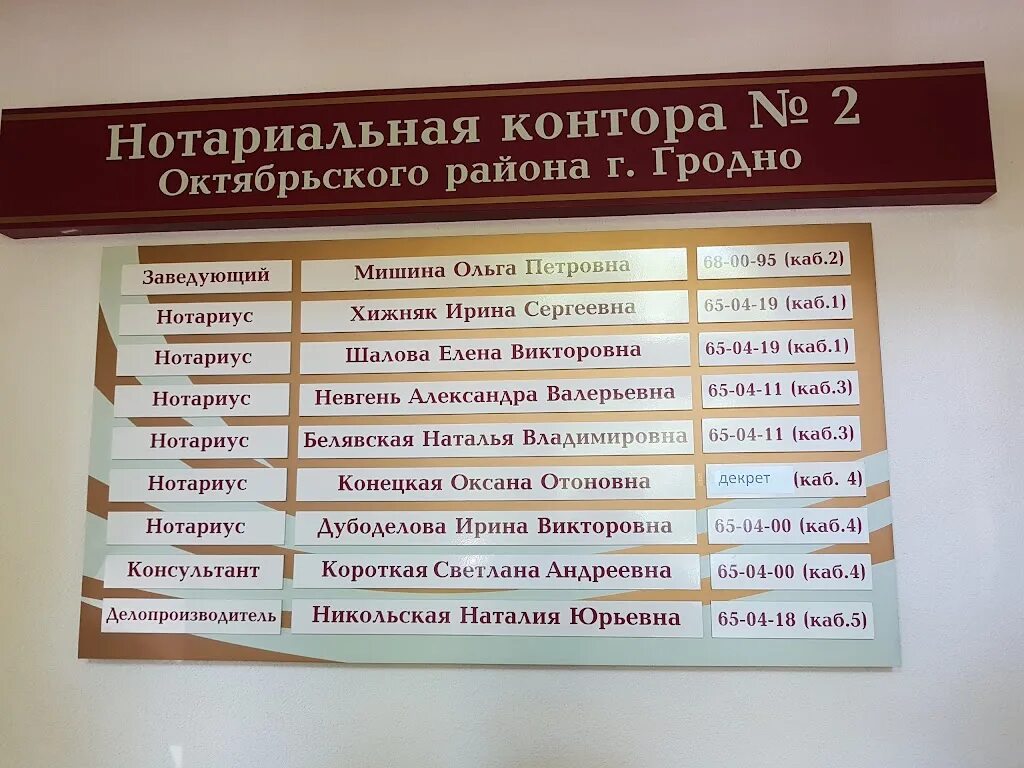 Нотариальная контора № 2
Октябрьского района г. Гродно
Заведующий Мишина Ольга Петровна 68-00-95 (каб.2)
Нотариус Хижняк Ирина Сергеевна 65-04-19 (каб.1)
Нотариус Шалова Елена Викторовна 65-04-19 (каб.1)
Нотариус Невгень Александра Валерьевна 65-04-11 (каб.3)
Нотариус Белявская Наталья Владимировна 65-04-11 (каб.3)
Нотариус Конецкая Оксана Отоновна декрет (каб. 4)
Нотариус Дубоделова Ирина Викторовна 65-04-00 (каб.4)
Консультант Короткая Светлана Андреевна 65-04-00 (каб.4)
Делопроизводитель Никольская Наталия Юрьевна 65-04-18 (каб.5)